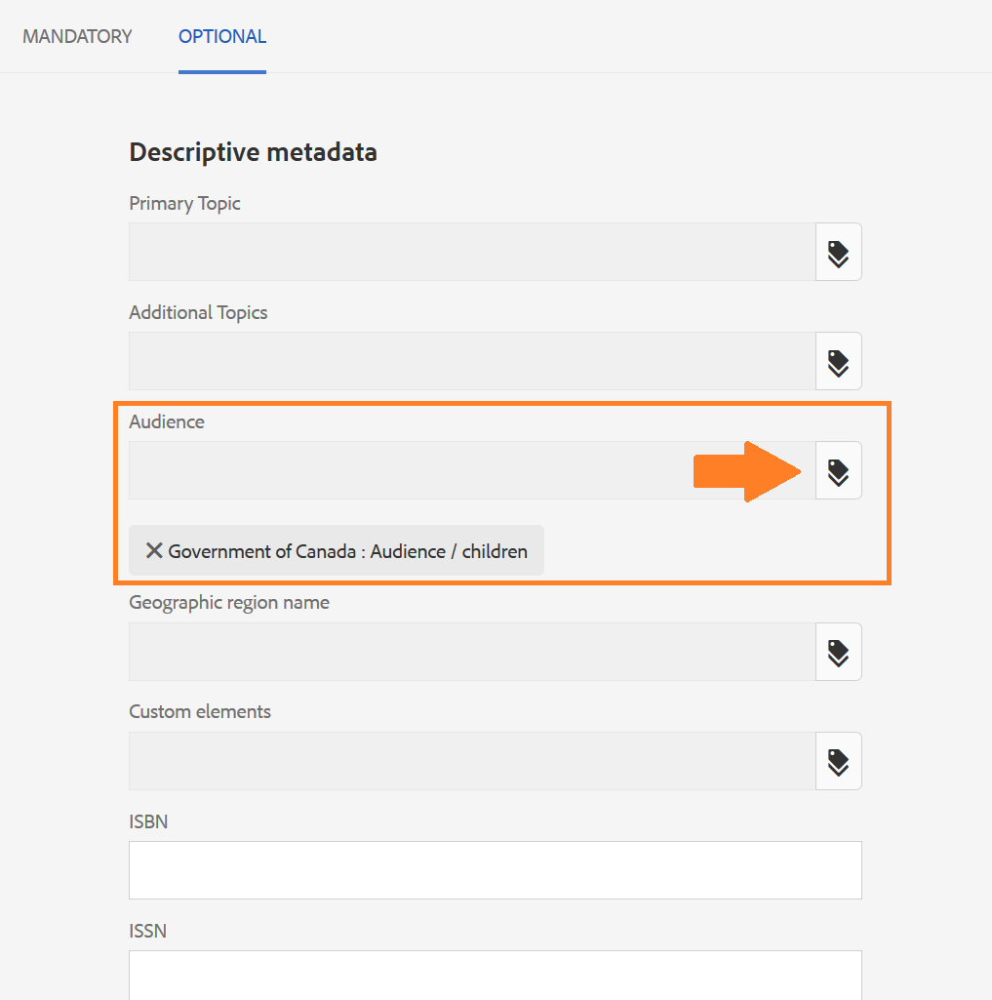 MANDATORY OPTIONAL
Descriptive metadata
Primary Topic
Additional Topics
Audience
Government of Canada : Audience / children
Geographic region name
Custom elements
ISBN
ISSN